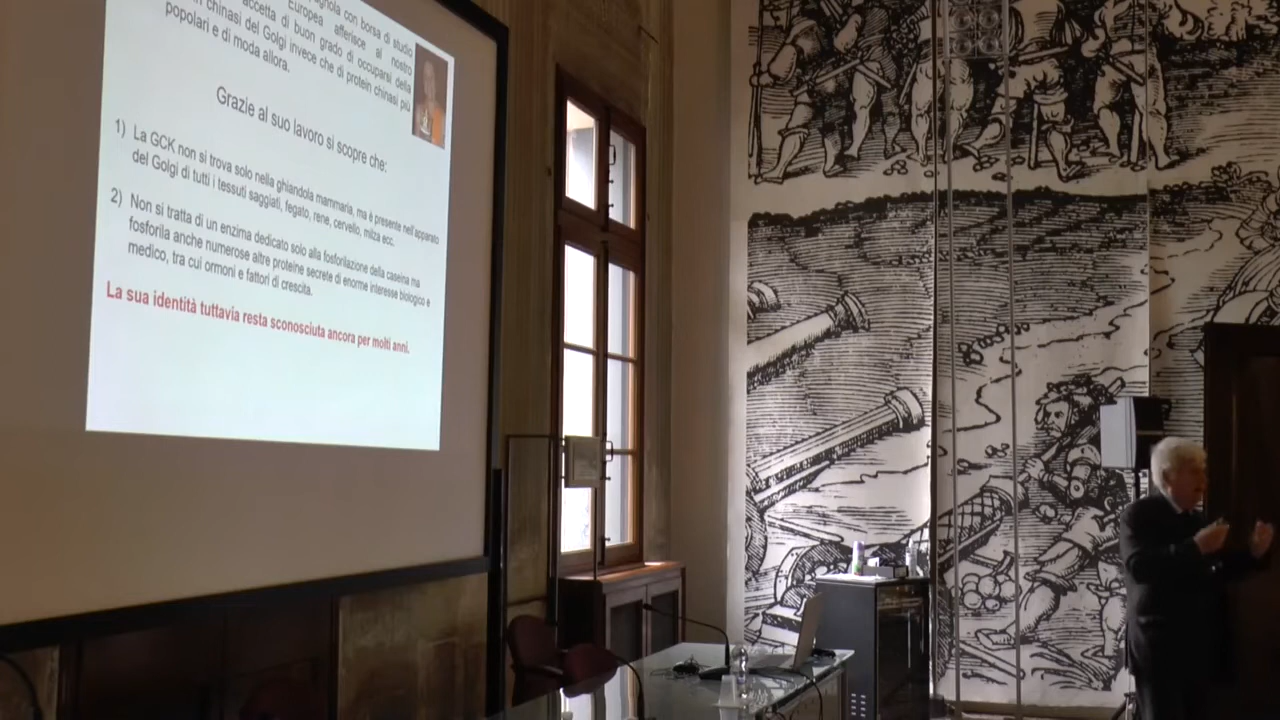 agnola con borsa di studio
Europea afferisce al nostro
accetta di buon grado di occuparsi della
in chinasi del Golgi invece che di protein chinasi più
popolari e di moda allora.
Grazie al suo lavoro si scopre che:
1) La GCK non si trova solo nella ghiandola mammaria, ma è presente nell'apparato
del Golgi di tutti i tessuti saggiati, fegato, rene, cervello, milza ecc.
2) Non si tratta di un enzima dedicato solo alla fosforilazione della caseina ma
fosforila anche numerose altre proteine secrete di enorme interesse biologico e
medico, tra cui ormoni e fattori di crescita.
La sua identità tuttavia resta sconosciuta ancora per molti anni.